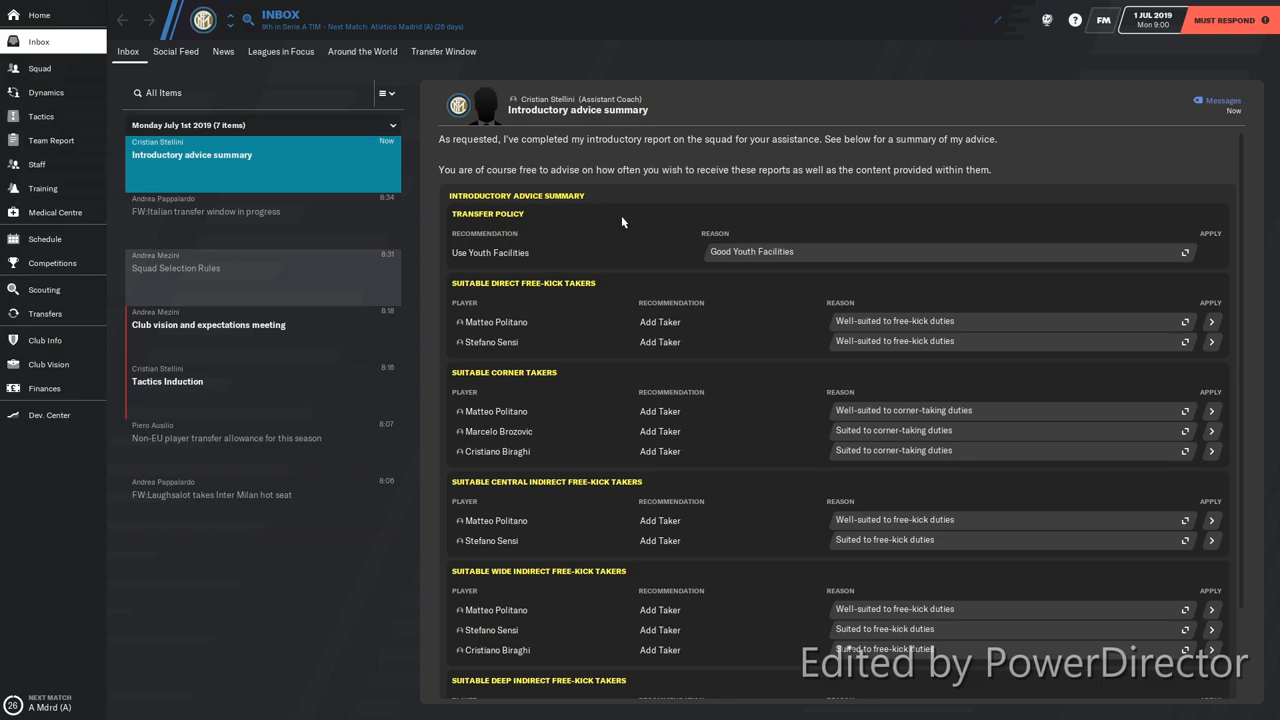 Home
Inbox
Squad
Dynamics
Tactics
Team Report
Staff
Training
Medical Centre
Schedule
Competitions
Scouting
Transfers
Club Info
Club Vision
Finances
Dev. Center
26
NEXT MATCH
A Mdrd (A)
INBOX
9th in Serie A TIM - Next Match: Atlético Madrid (A) (26 days)
?
FM
1 JUL 2019
Mon 9:00
MUST RESPOND
Inbox
Social Feed
News
Leagues in Focus
Around the World
Transfer Window
All Items
Monday July 1st 2019 (7 items)
Cristian Stellini Now
Introductory advice summary
Andrea Pappalardo 8:34
FW:Italian transfer window in progress
Andrea Mezini 8:31
Squad Selection Rules
Andrea Mezini 8:18
Club vision and expectations meeting
Cristian Stellini 8:16
Tactics Induction
Piero Ausilio 8:07
Non-EU player transfer allowance for this season
Andrea Pappalardo 8:06
FW:Laughsalot takes Inter Milan hot seat
Cristian Stellini (Assistant Coach)
Introductory advice summary
Messages
Now
As requested, I've completed my introductory report on the squad for your assistance. See below for a summary of my advice.
You are of course free to advise on how often you wish to receive these reports as well as the content provided within them.
INTRODUCTORY ADVICE SUMMARY
TRANSFER POLICY
RECOMMENDATION REASON APPLY
Use Youth Facilities Good Youth Facilities
SUITABLE DIRECT FREE-KICK TAKERS
PLAYER RECOMMENDATION REASON APPLY
Matteo Politano Add Taker Well-suited to free-kick duties
Stefano Sensi Add Taker Well-suited to free-kick duties
SUITABLE CORNER TAKERS
PLAYER RECOMMENDATION REASON APPLY
Matteo Politano Add Taker Well-suited to corner-taking duties
Marcelo Brozovic Add Taker Suited to corner-taking duties
Cristiano Biraghi Add Taker Suited to corner-taking duties
SUITABLE CENTRAL INDIRECT FREE-KICK TAKERS
PLAYER RECOMMENDATION REASON APPLY
Matteo Politano Add Taker Well-suited to free-kick duties
Stefano Sensi Add Taker Suited to free-kick duties
SUITABLE WIDE INDIRECT FREE-KICK TAKERS
PLAYER RECOMMENDATION REASON APPLY
Matteo Politano Add Taker Well-suited to free-kick duties
Stefano Sensi Add Taker Suited to free-kick duties
Cristiano Biraghi Add Taker Suited to free-kick duties
Edited by PowerDirector
SUITABLE DEEP INDIRECT FREE-KICK TAKERS